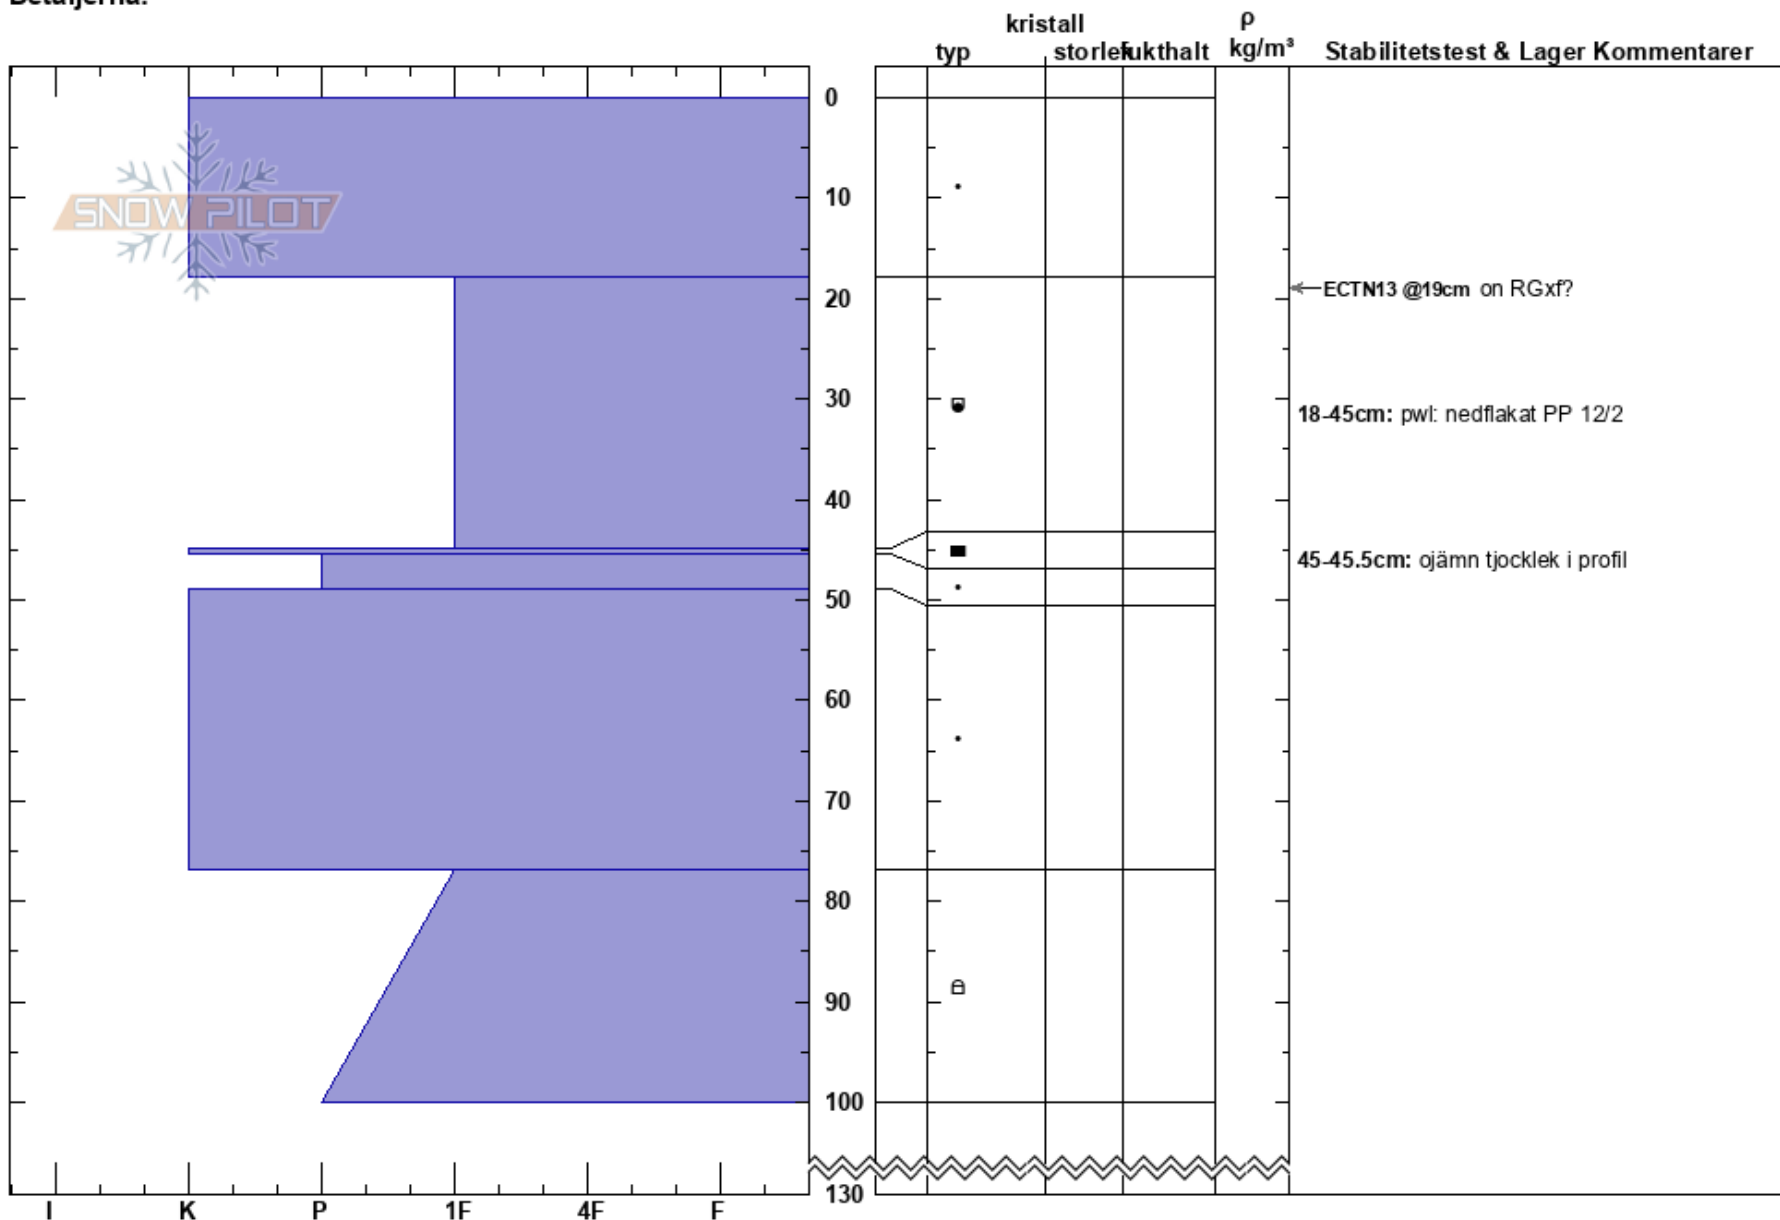 Detaljerna:
kristall
ρ
typ
storlek
fukthalt
kg/m³
Stabilitetstest & Lager Kommentarer
0
SNOW PILOT
10
20
ECTN13 @19cm on RGxf?
30
18-45cm: pwl: nedflakat PP 12/2
40
45-45.5cm: ojämn tjocklek i profil
50
60
70
80
90
100
130
I K P 1F 4F F